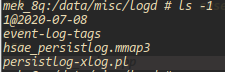 mek_8q:/data/misc/logd # ls -1
1@2020-07-08
event-log-tags
hsae_persistlog.mmap3
persistlog-xlog.pl